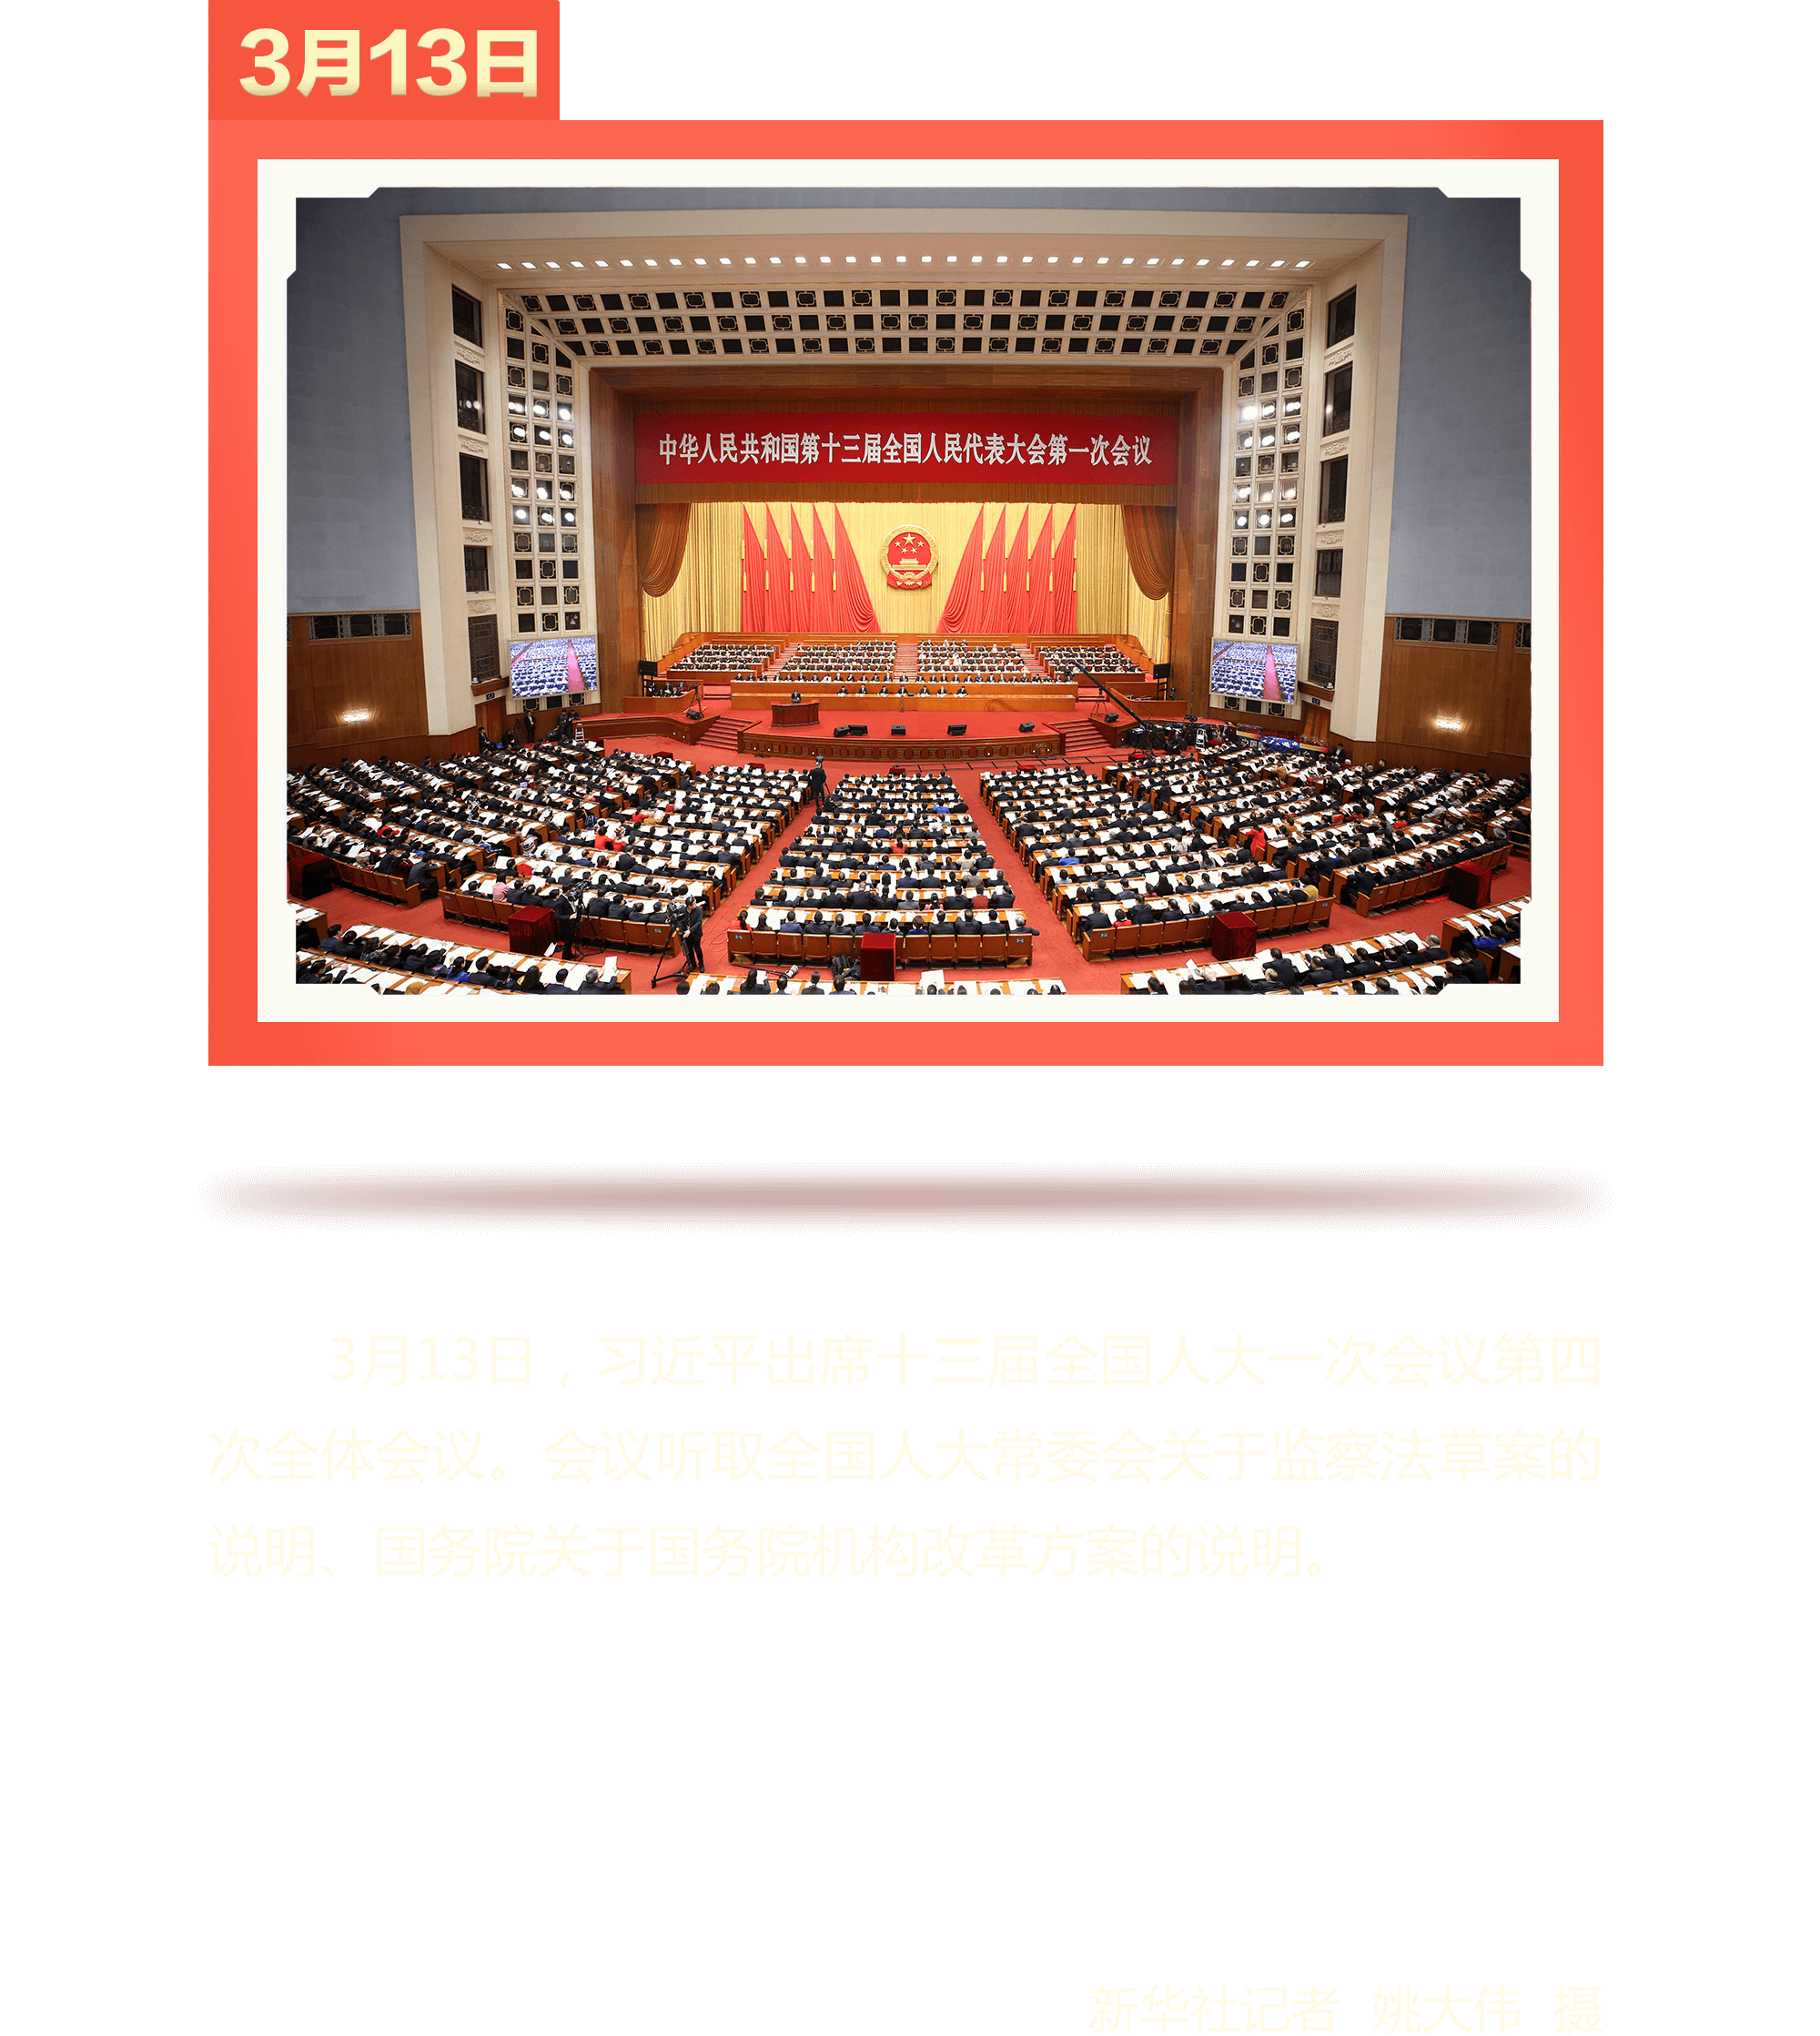 3月13日
中华人民共和国第十三届全国人民代表大会第一次会议
3月13日，习近平出席十三届全国人大一次会议第四
次全体会议。会议听取全国人大常委会关于监察法草案的
说明、国务院关于国务院机构改革方案的说明。
新华社记者 姚大伟 摄